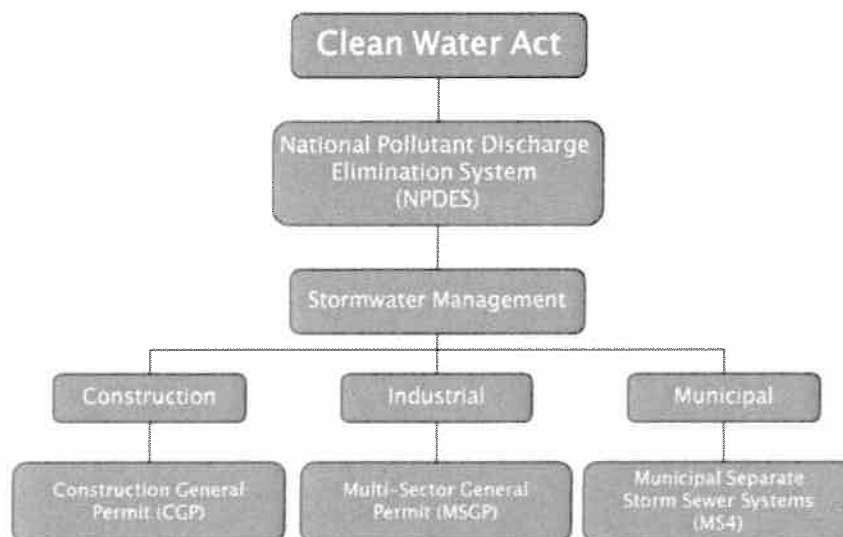 Clean Water Act
National Pollutant Discharge
Elimination System
(NPDES)
Stormwater Management
Construction
Industrial
Municipal
Construction General
Permit (CGP)
Multi-Sector General
Permit (MSGP)
Municipal Separate
Storm Sewer Systems
(MS4)